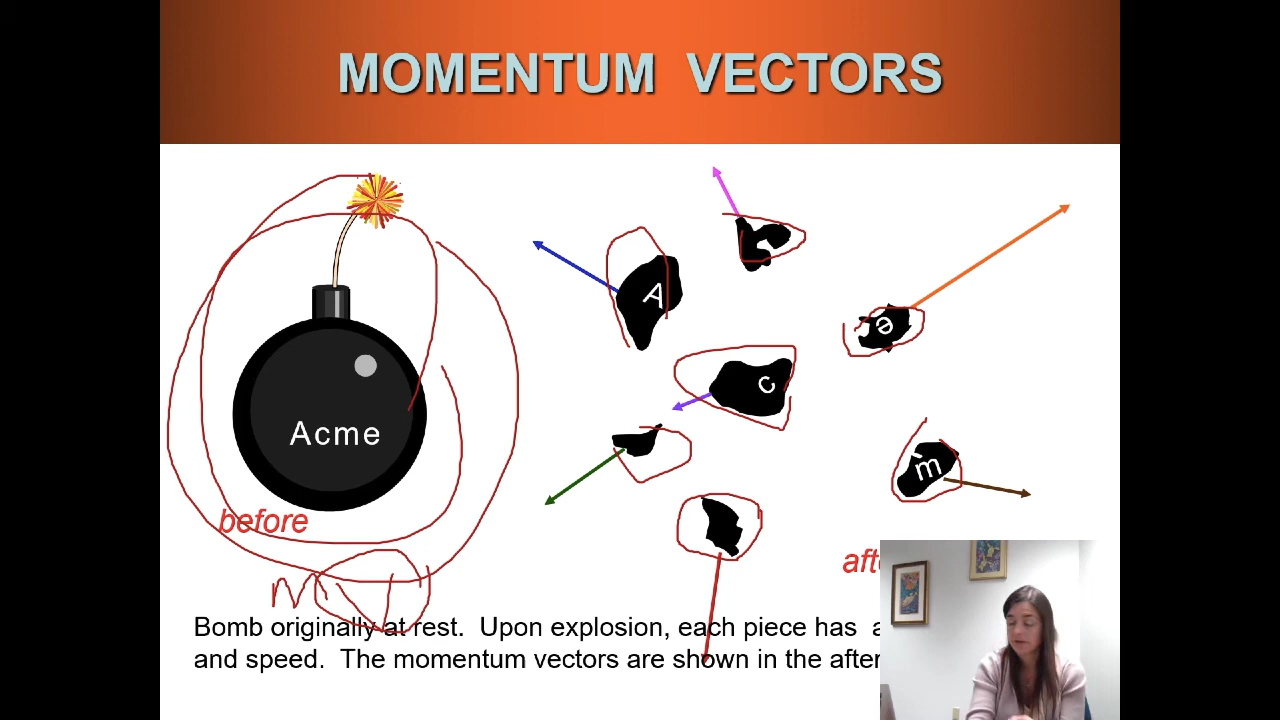 MOMENTUM VECTORS
A
e
c
Acme
m
before
m v
Bomb originally at rest. Upon explosion, each piece has
and speed. The momentum vectors are shown in the after